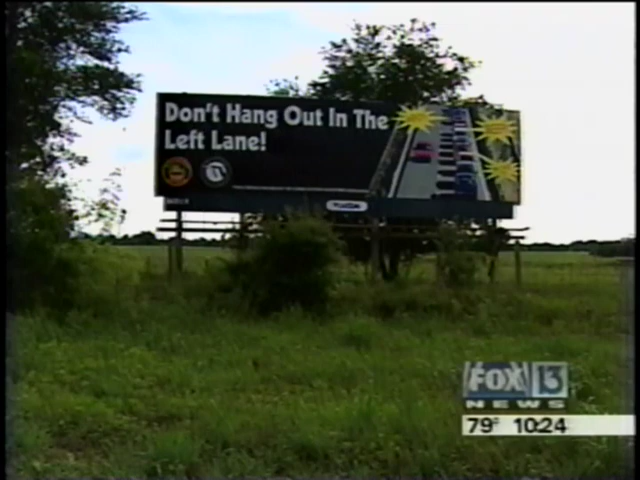 Don't Hang Out In The
Left Lane!
FOX 13
NEWS
79° 10:24